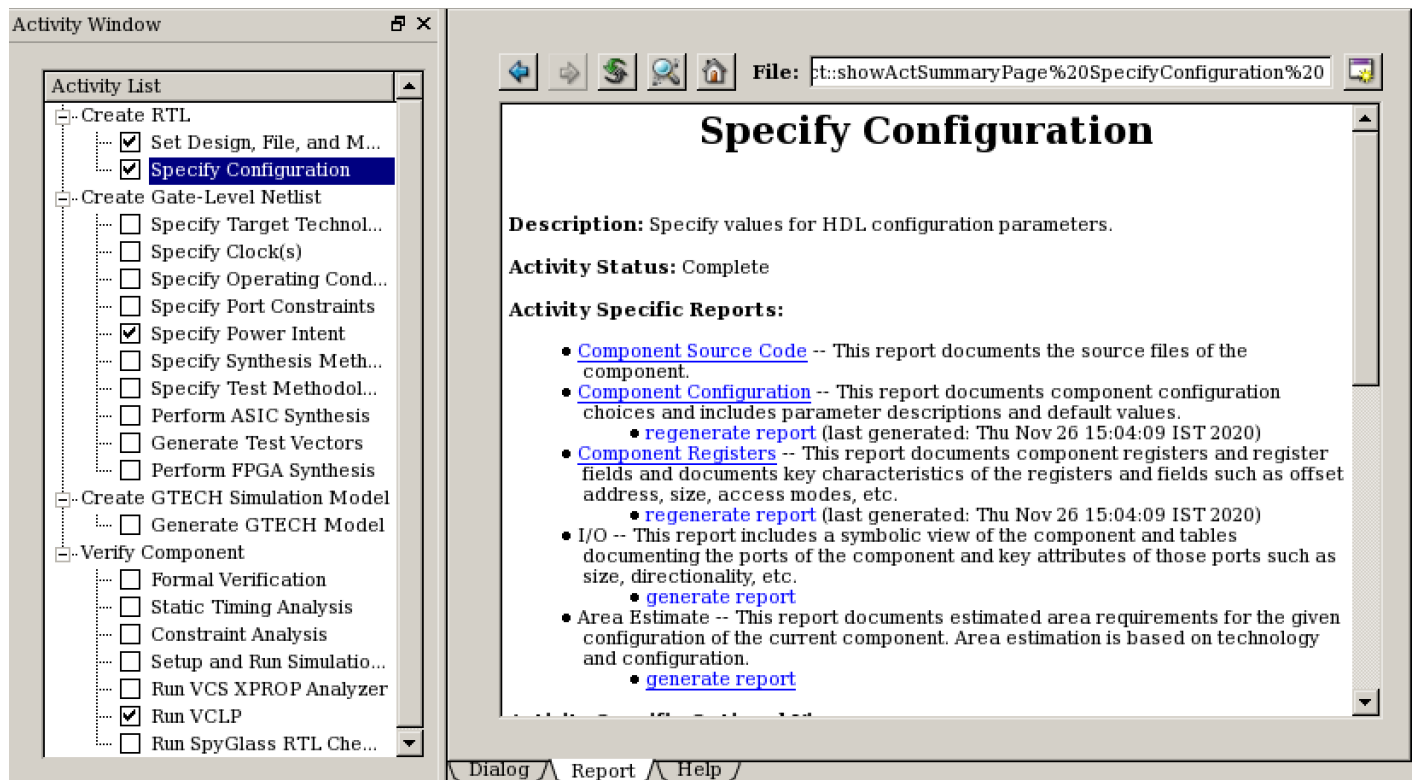 Activity Window
Activity List
Create RTL
Set Design, File, and M...
Specify Configuration
Create Gate-Level Netlist
Specify Target Technol...
Specify Clock(s)
Specify Operating Cond...
Specify Port Constraints
Specify Power Intent
Specify Synthesis Meth...
Specify Test Methodol...
Perform ASIC Synthesis
Generate Test Vectors
Perform FPGA Synthesis
Create GTECH Simulation Model
Generate GTECH Model
Verify Component
Formal Verification
Static Timing Analysis
Constraint Analysis
Setup and Run Simulatio...
Run VCS XPROP Analyzer
Run VCLP
Run SpyGlass RTL Che...
File: ct::showActSummaryPage%20SpecifyConfiguration%20
Specify Configuration
Description: Specify values for HDL configuration parameters.
Activity Status: Complete
Activity Specific Reports:
Component Source Code -- This report documents the source files of the
component.
Component Configuration -- This report documents component configuration
choices and includes parameter descriptions and default values.
regenerate report (last generated: Thu Nov 26 15:04:09 IST 2020)
Component Registers -- This report documents component registers and register
fields and documents key characteristics of the registers and fields such as offset
address, size, access modes, etc.
regenerate report (last generated: Thu Nov 26 15:04:09 IST 2020)
I/O -- This report includes a symbolic view of the component and tables
documenting the ports of the component and key attributes of those ports such as
size, directionality, etc.
generate report
Area Estimate -- This report documents estimated area requirements for the given
configuration of the current component. Area estimation is based on technology
and configuration.
generate report
Dialog Report Help